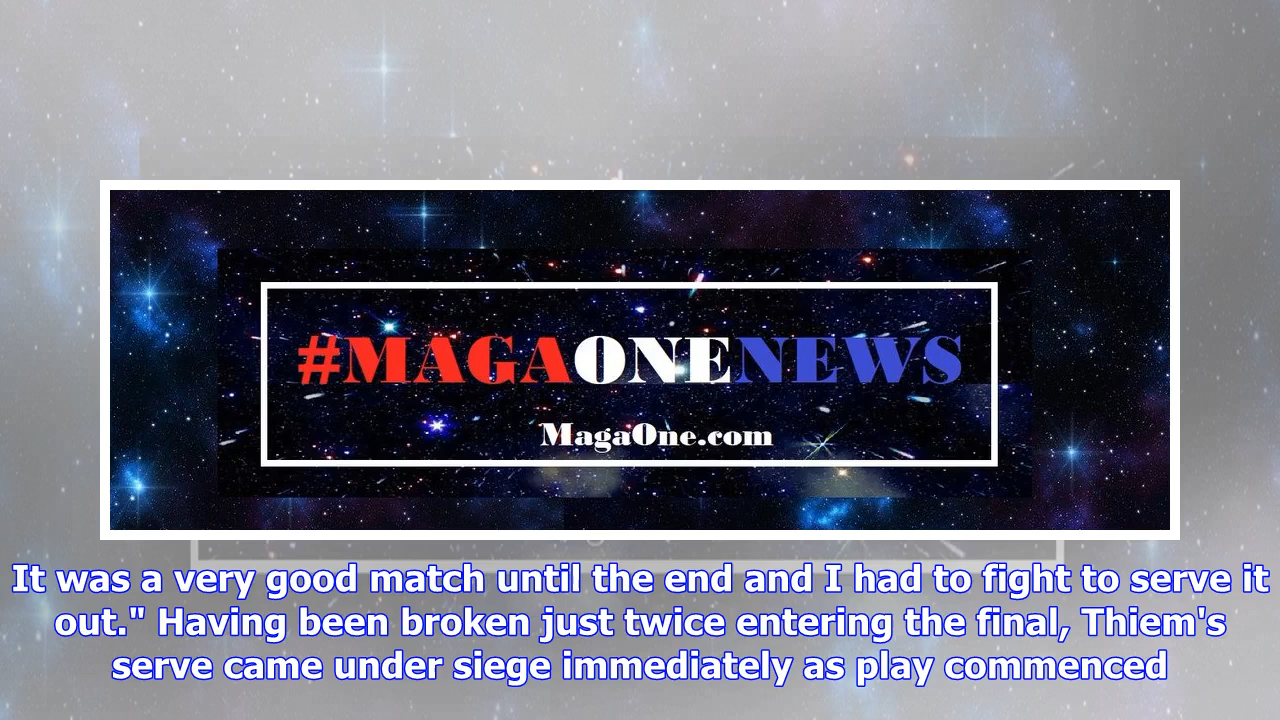 #MAGAONENEWS
MagaOne.com
It was a very good match until the end and I had to fight to serve it
out." Having been broken just twice entering the final, Thiem's
serve came under siege immediately as play commenced